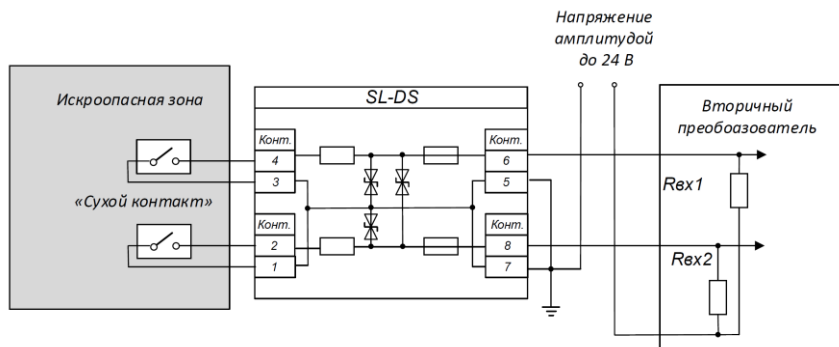 Напряжение
амплитудой
до 24 В
Искроопасная зона
SL-DS
Вторичный
преобоазователь
Конт.
4
3
Конт.
6
5
Rвх1
«Сухой контакт»
Конт.
2
1
Конт.
8
7
Rвх2